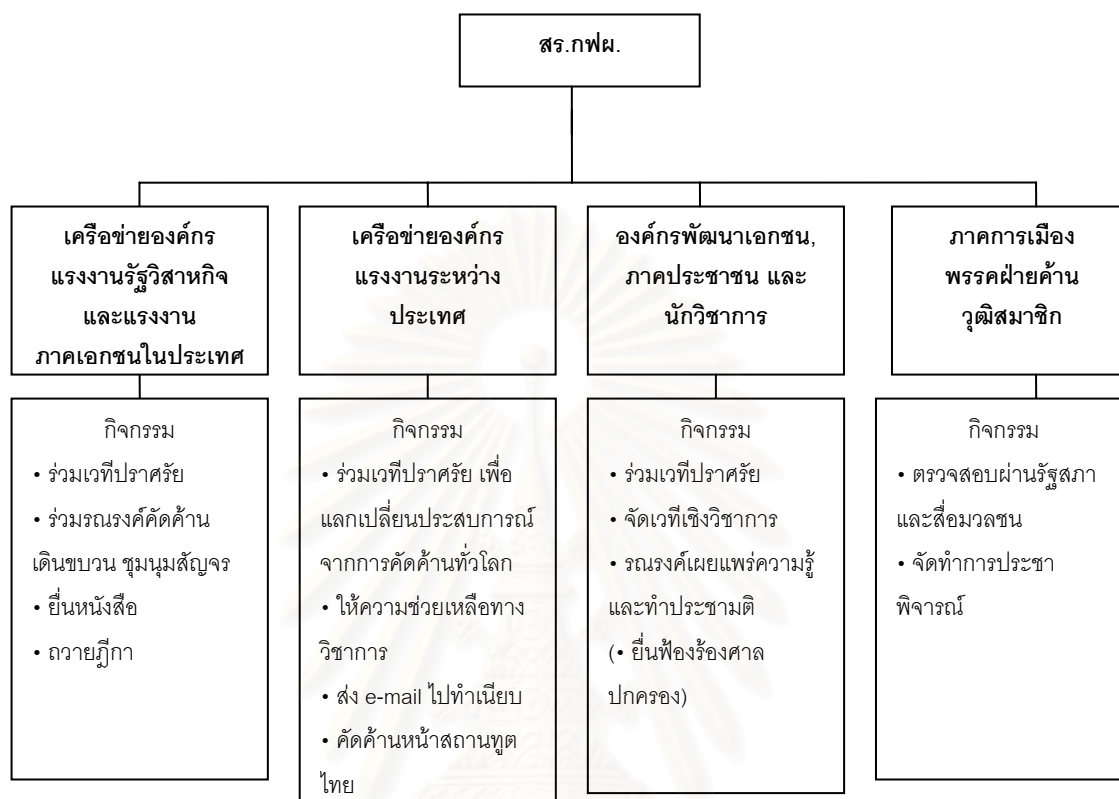 สร.กฟผ.
เครือข่ายองค์กร
แรงงานรัฐวิสาหกิจ
และแรงงาน
ภาคเอกชนในประเทศ
เครือข่ายองค์กร
แรงงานระหว่าง
ประเทศ
องค์กรพัฒนาเอกชน,
ภาคประชาชน และ
นักวิชาการ
ภาคการเมือง
พรรคฝ่ายค้าน
วุฒิสมาชิก
กิจกรรม
• ร่วมเวทีปราศรัย
• ร่วมรณรงค์คัดค้าน
เดินขบวน ชุมนุมสัญจร
• ยื่นหนังสือ
• ถวายฎีกา
กิจกรรม
• ร่วมเวทีปราศรัย เพื่อ
แลกเปลี่ยนประสบการณ์
จากการคัดค้านทั่วโลก
• ให้ความช่วยเหลือทาง
วิชาการ
• ส่ง e-mail ไปทำเนียบ
• คัดค้านหน้าสถานทูต
ไทย
กิจกรรม
• ร่วมเวทีปราศรัย
• จัดเวทีเชิงวิชาการ
• รณรงค์เผยแพร่ความรู้
และทำประชามติ
(• ยื่นฟ้องร้องศาล
ปกครอง)
กิจกรรม
• ตรวจสอบผ่านรัฐสภา
และสื่อมวลชน
• จัดทำการประชา
พิจารณ์